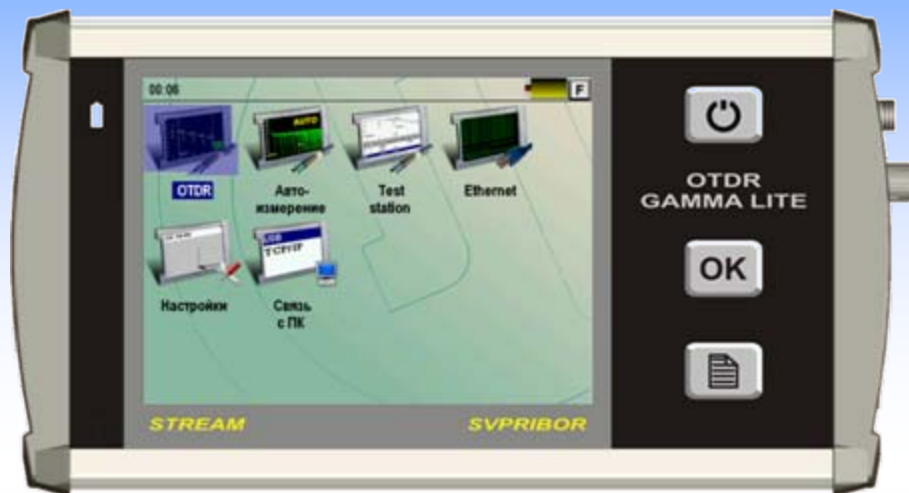 00:06
F
AUTO
OTDR
Авто-
измерение
Test
station
Ethernet
USB
TCP/IP
Настройки
Связь
с ПК
STREAM
SVPRIBOR
OTDR
GAMMA LITE
OK